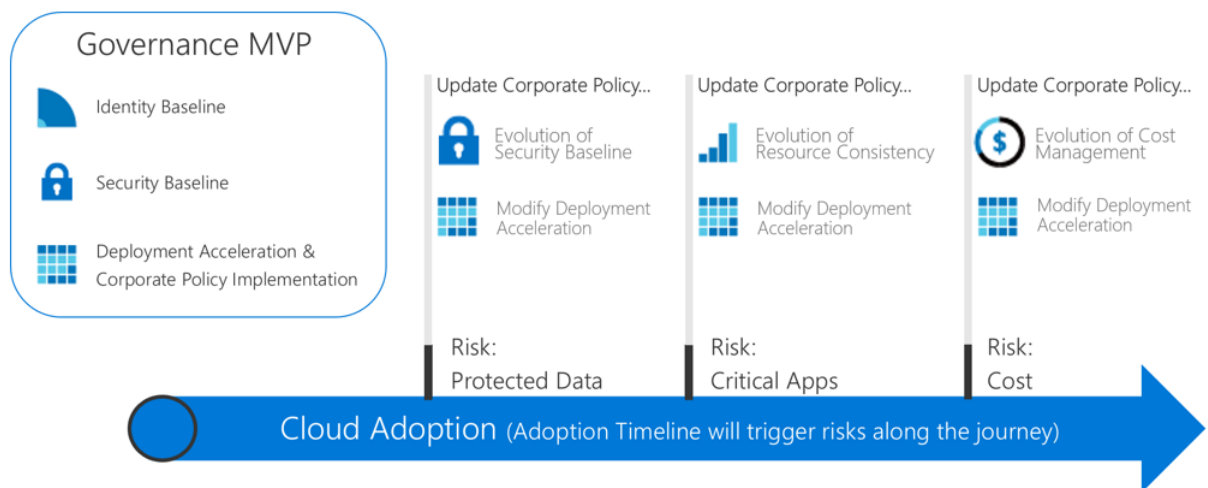 Governance MVP
Identity Baseline
Security Baseline
Deployment Acceleration &
Corporate Policy Implementation
Update Corporate Policy...
Evolution of
Security Baseline
Modify Deployment
Acceleration
Risk:
Protected Data
Update Corporate Policy...
Evolution of
Resource Consistency
Modify Deployment
Acceleration
Risk:
Critical Apps
Update Corporate Policy...
$
Evolution of Cost
Management
Modify Deployment
Acceleration
Risk:
Cost
Cloud Adoption (Adoption Timeline will trigger risks along the journey)